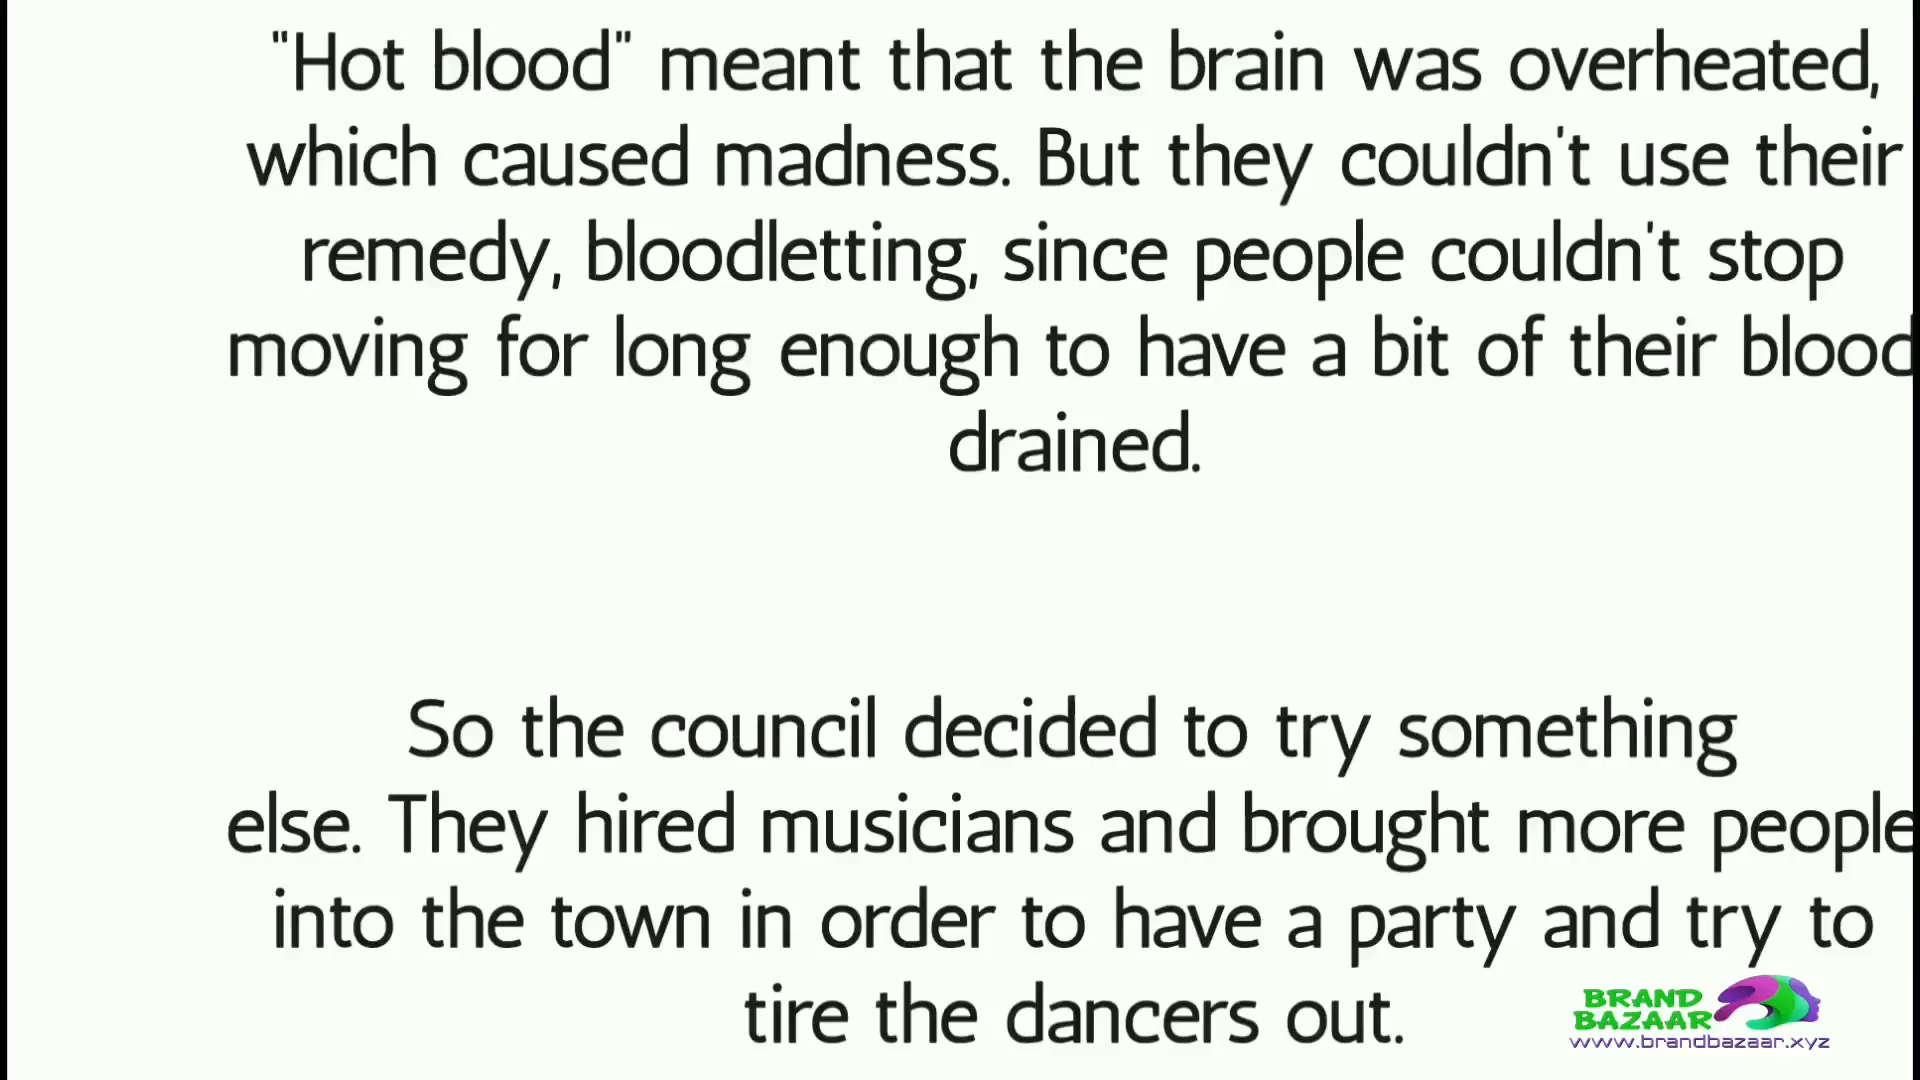 "Hot blood" meant that the brain was overheated,
which caused madness. But they couldn't use their
remedy, bloodletting, since people couldn't stop
moving for long enough to have a bit of their blood
drained.
So the council decided to try something
else. They hired musicians and brought more people
into the town in order to have a party and try to
tire the dancers out.
BRAND
BAZAAR
www.brandbazaar.xyz